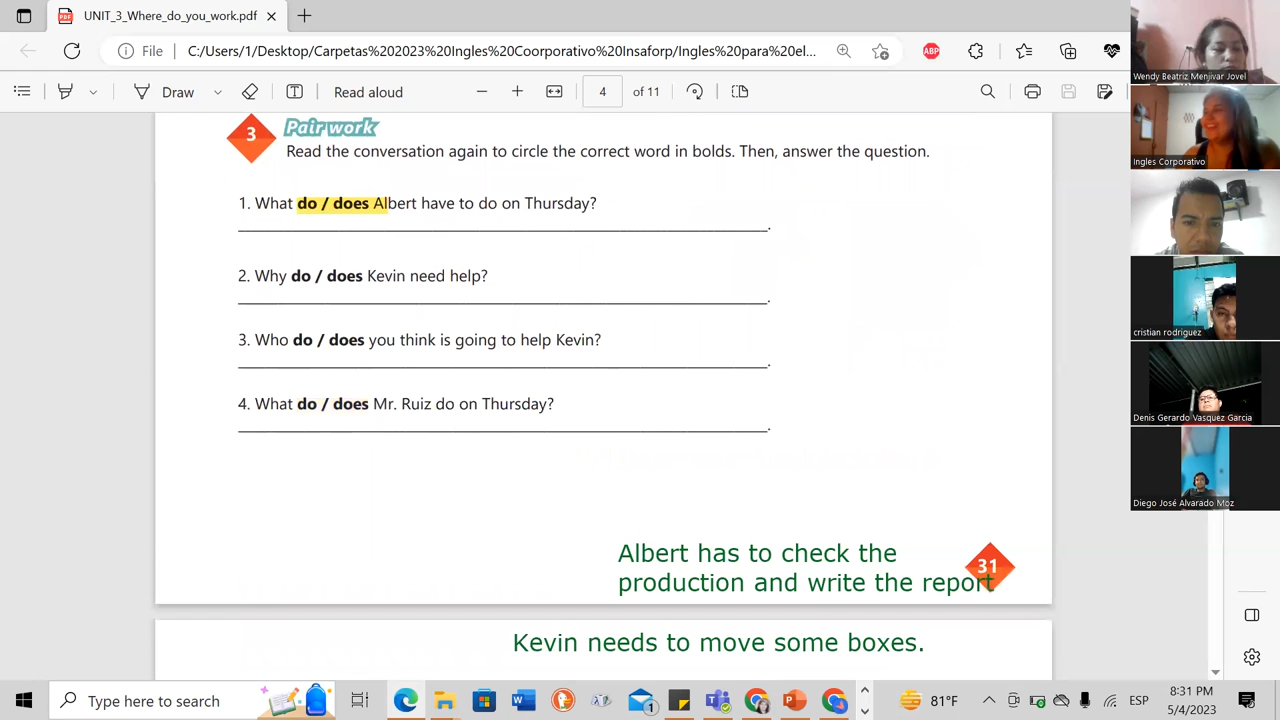 UNIT_3_Where_do_you_work.pdf
File
C:/Users/1/Desktop/Carpetas%202023%20Ingles%20Coorporativo%20Insaforp/Ingles%20para%20el...
ABP
Draw
Read aloud
4
of 11
3
Pair work
Read the conversation again to circle the correct word in bolds. Then, answer the question.
1. What do / does Albert have to do on Thursday?
2. Why do / does Kevin need help?
3. Who do / does you think is going to help Kevin?
4. What do / does Mr. Ruiz do on Thursday?
Albert has to check the
production and write the report
31
Kevin needs to move some boxes.
Wendy Beatriz Menjivar Jovel
Ingles Corporativo
cristian rodriguez
Denis Gerardo Vasquez Garcia
Diego José Alvarado Moz
Type here to search
1
81°F
ESP
8:31 PM
5/4/2023